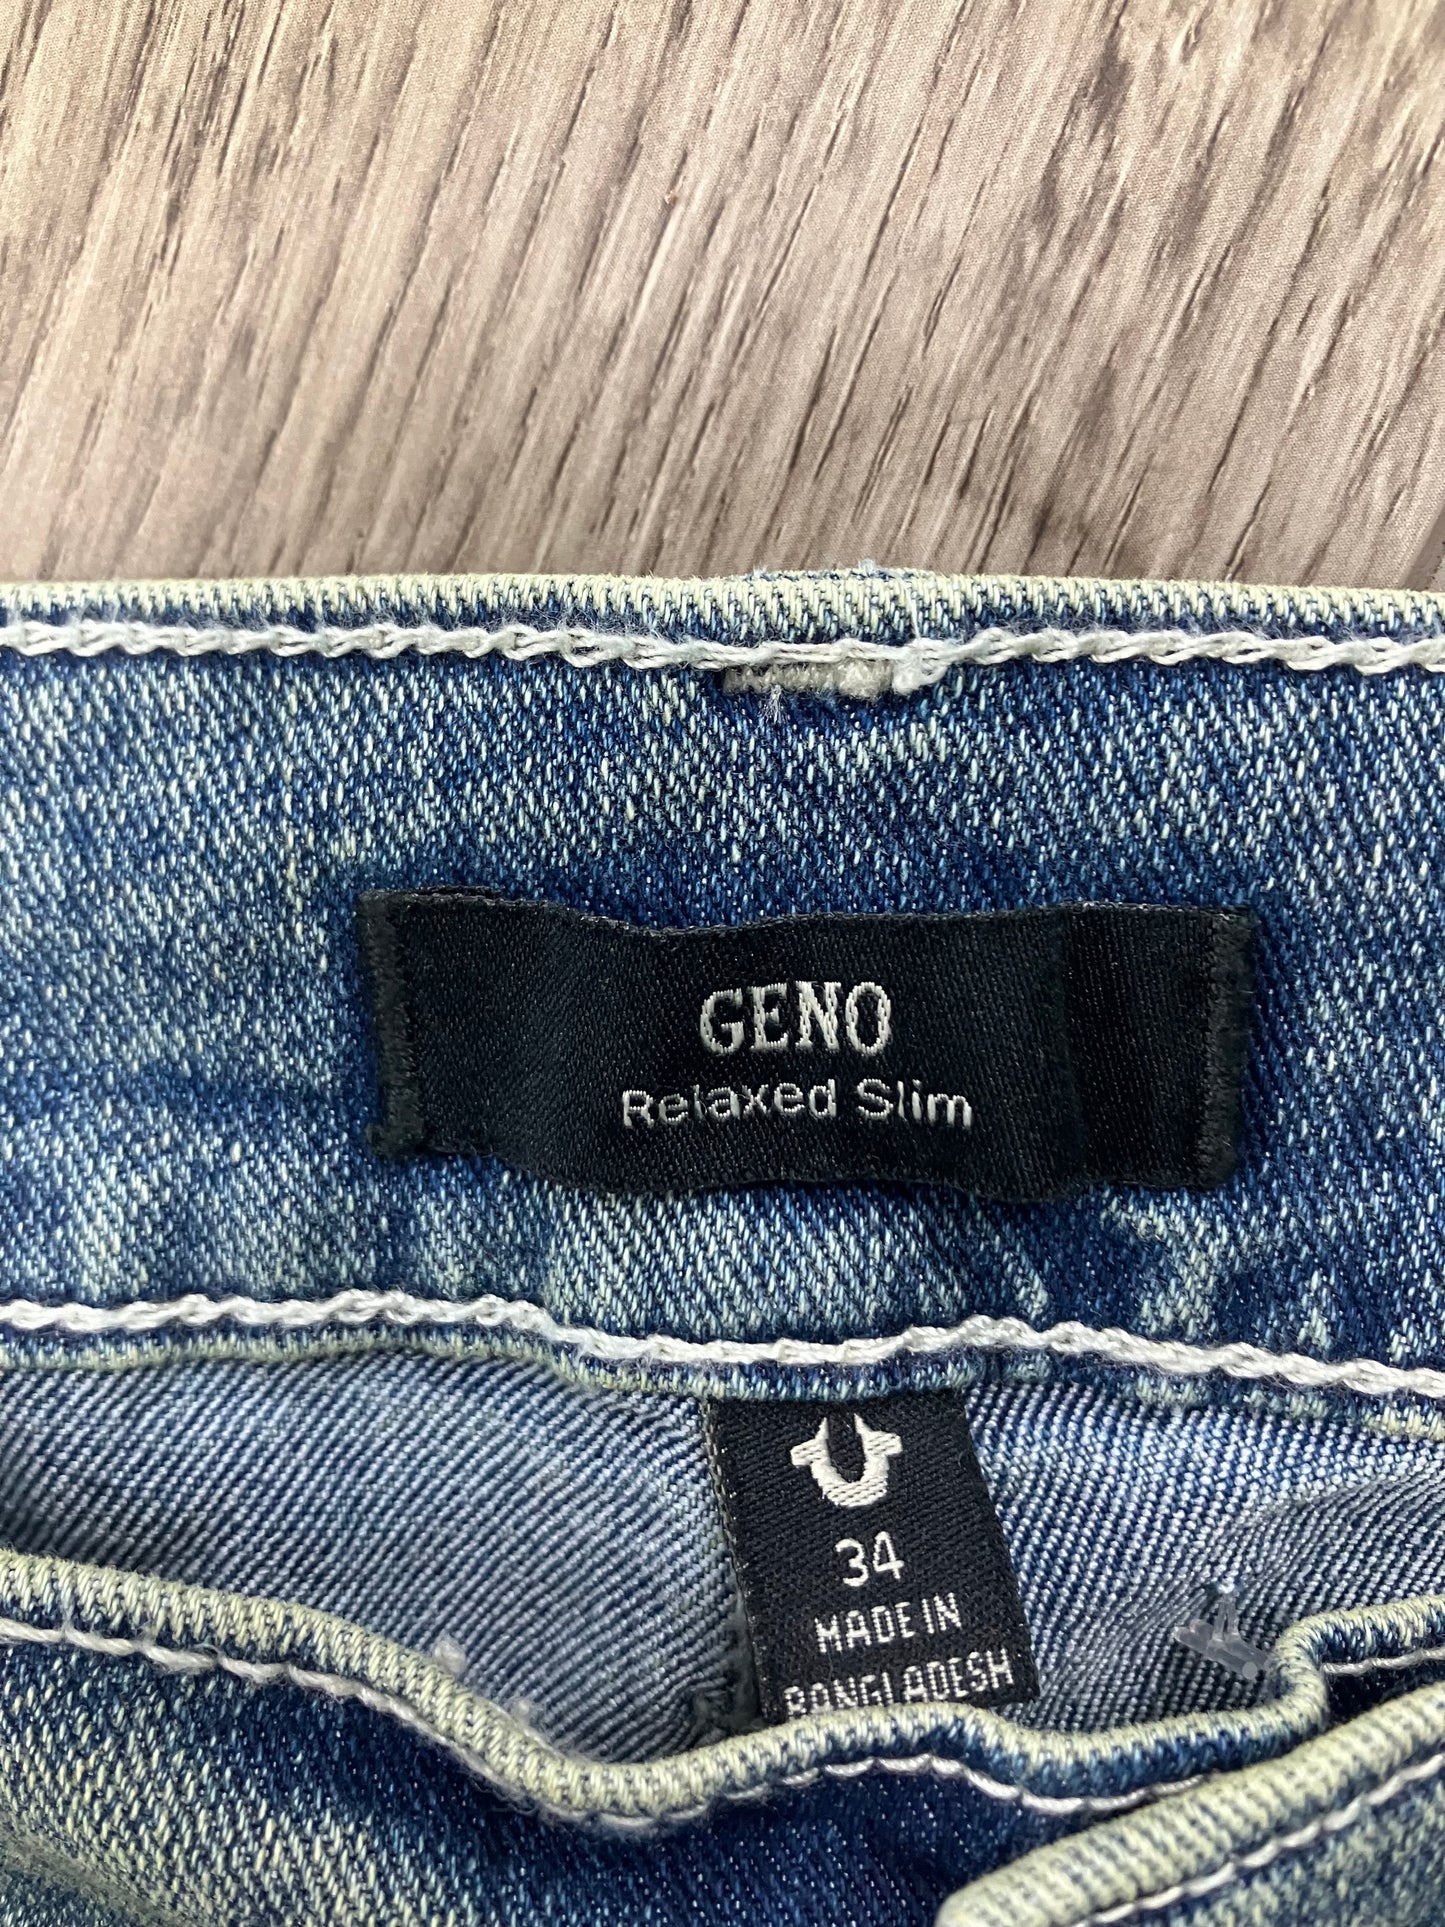 GENO
Relaxed Slim
34
MADE IN
BANGLADESH